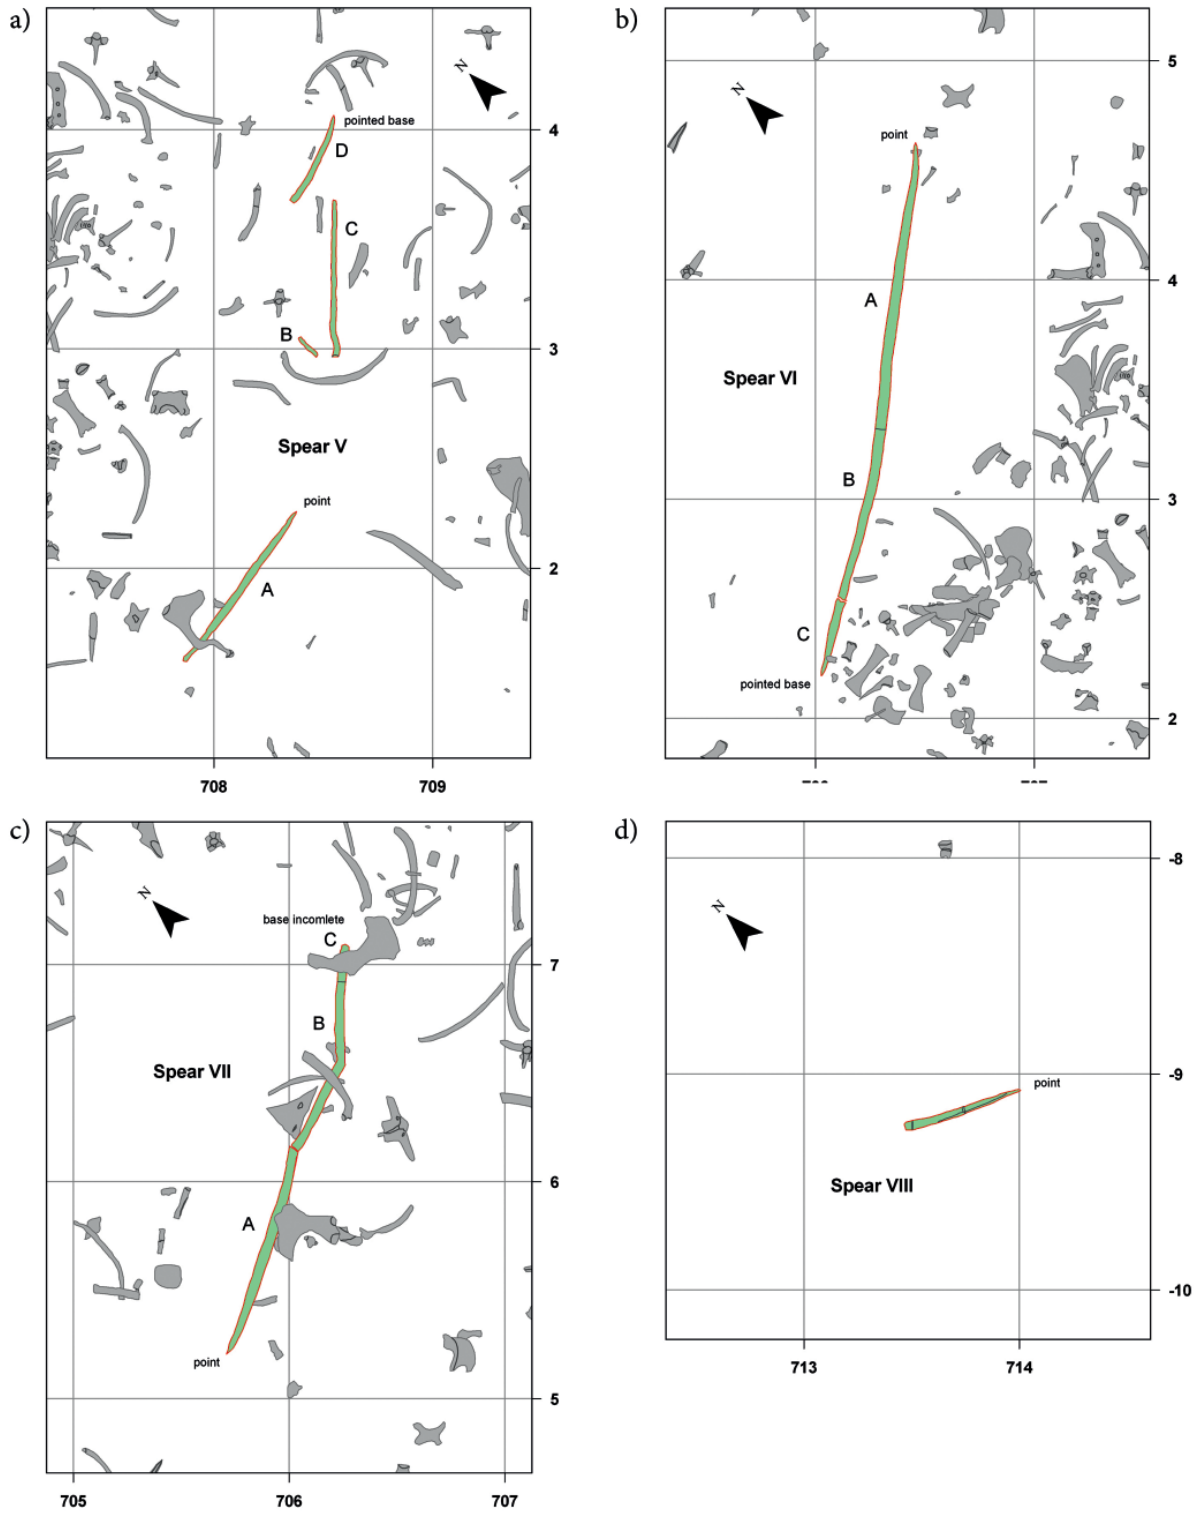 a)
N
pointed base
D
4
C
B
3
Spear V
point
2
A
708
709
b)
5
N
point
4
A
Spear VI
B
3
C
pointed base
2
c)
N
base incomlete
C
7
B
Spear VII
6
A
point
5
705
706
707
d)
-8
N
-9
point
Spear VIII
-10
713
714